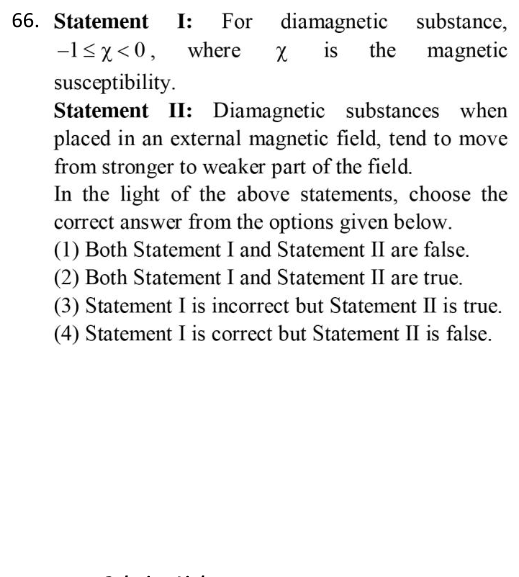 66. Statement I: For diamagnetic substance,
−1 ≤ χ < 0, where χ is the magnetic
susceptibility.
Statement II: Diamagnetic substances when
placed in an external magnetic field, tend to move
from stronger to weaker part of the field.
In the light of the above statements, choose the
correct answer from the options given below.
(1) Both Statement I and Statement II are false.
(2) Both Statement I and Statement II are true.
(3) Statement I is incorrect but Statement II is true.
(4) Statement I is correct but Statement II is false.